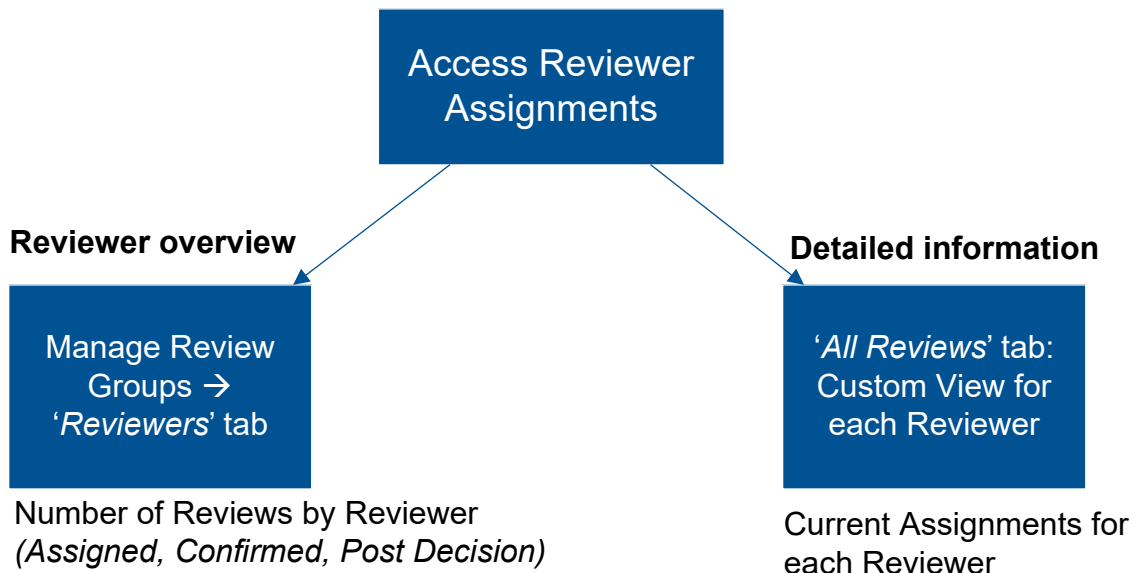 Access Reviewer
Assignments
Reviewer overview
Detailed information
Manage Review
Groups →
‘Reviewers’ tab
‘All Reviews’ tab:
Custom View for
each Reviewer
Number of Reviews by Reviewer
(Assigned, Confirmed, Post Decision)
Current Assignments for
each Reviewer